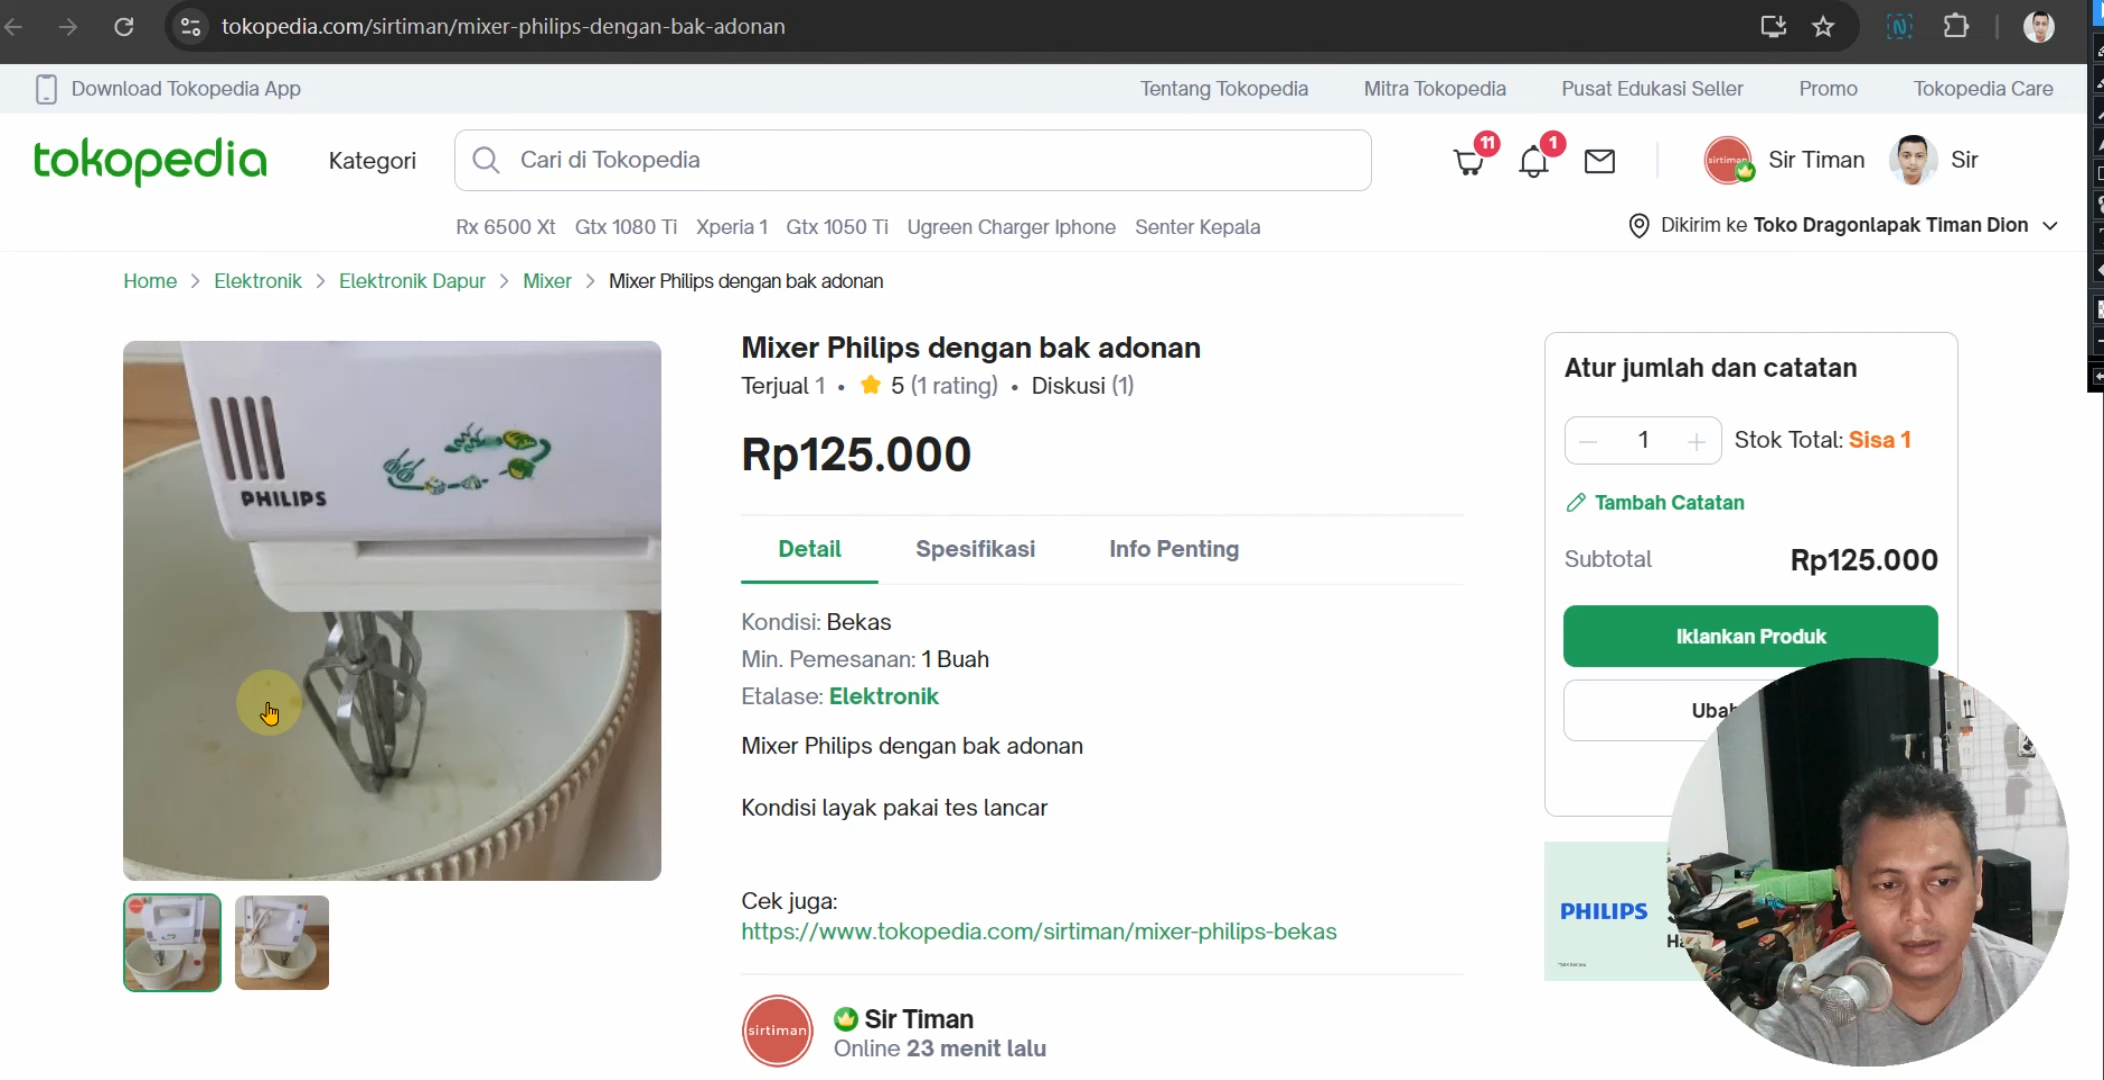 tokopedia.com/sirtiman/mixer-philips-dengan-bak-adonan
Download Tokopedia App
Tentang Tokopedia Mitra Tokopedia Pusat Edukasi Seller Promo Tokopedia Care
tokopedia Kategori Cari di Tokopedia 11 1 sirtiman Sir Timan Sir
Rx 6500 Xt Gtx 1080 Ti Xperia 1 Gtx 1050 Ti Ugreen Charger Iphone Senter Kepala
Dikirim ke Toko Dragonlapak Timan Dion
Home > Elektronik > Elektronik Dapur > Mixer > Mixer Philips dengan bak adonan
PHILIPS
Mixer Philips dengan bak adonan
Terjual 1 • 5 (1 rating) • Diskusi (1)
Rp125.000
Detail Spesifikasi Info Penting
Kondisi: Bekas
Min. Pemesanan: 1 Buah
Etalase: Elektronik
Mixer Philips dengan bak adonan
Kondisi layak pakai tes lancar
Cek juga:
https://www.tokopedia.com/sirtiman/mixer-philips-bekas
sirtiman
Sir Timan
Online 23 menit lalu
Atur jumlah dan catatan
1 Stok Total: Sisa 1
Tambah Catatan
Subtotal Rp125.000
Iklankan Produk
PHILIPS